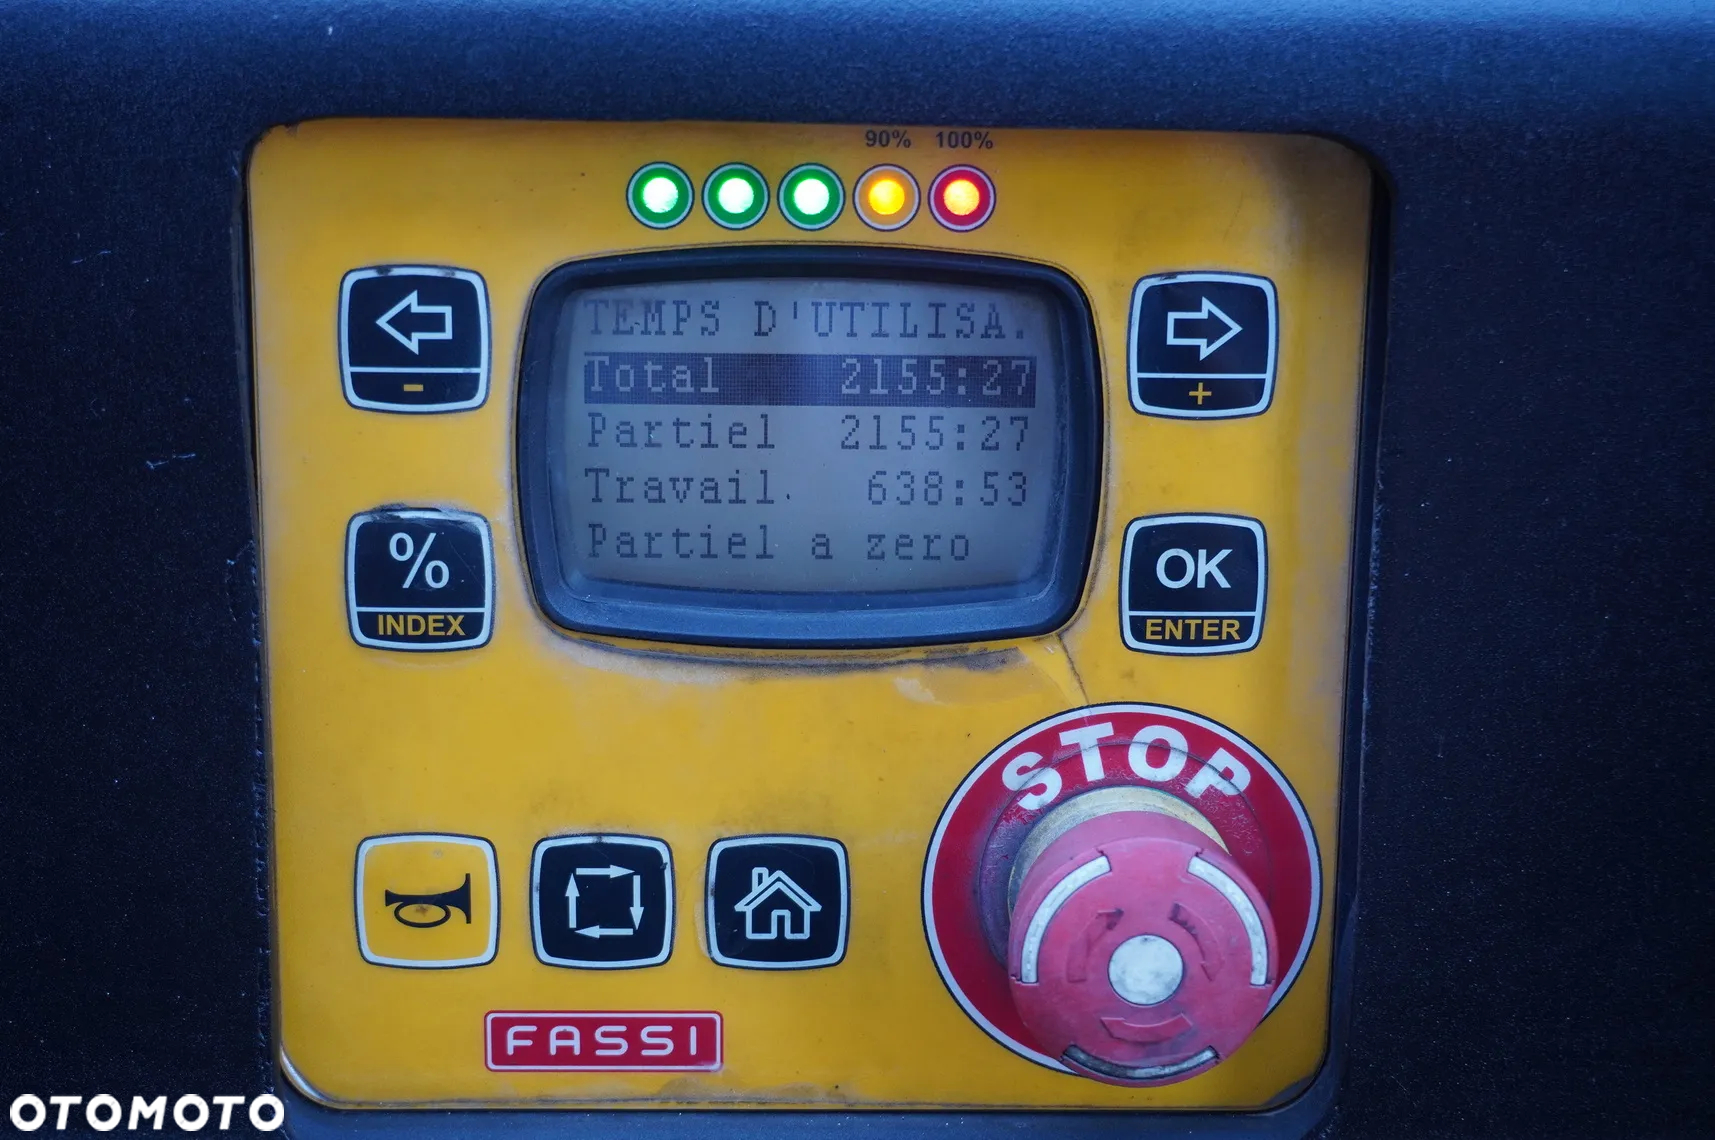 90% 100%
TEMPS D'UTILISA.
Total 2155:27
Partiel 2155:27
Travail. 638:53
Partiel a zero
-
+
%
INDEX
OK
ENTER
STOP
FASSI
OTOMOTO